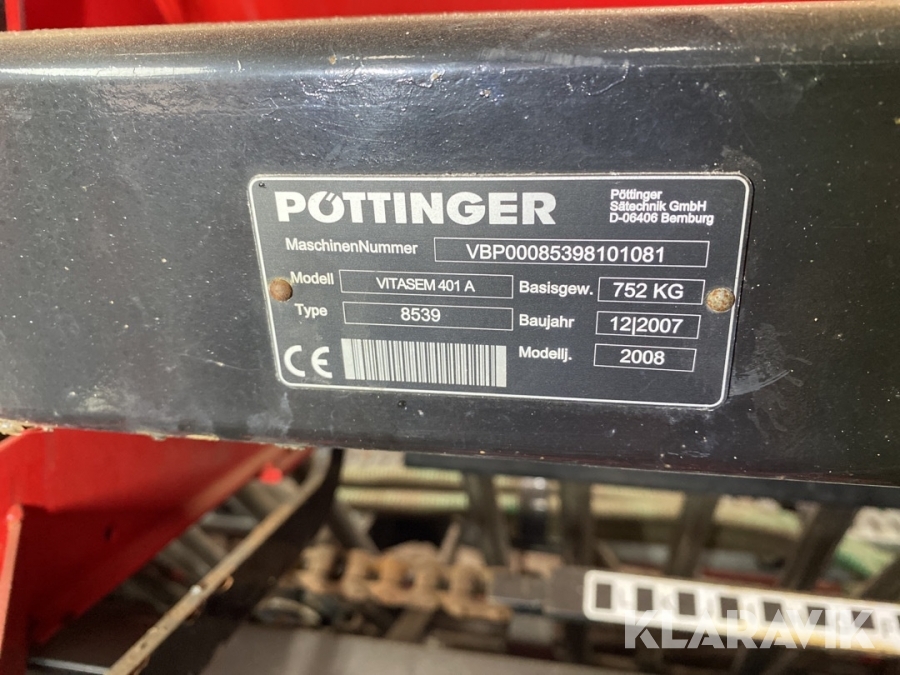 PÖTTINGER
Pöttinger
Sätechnik GmbH
D-06406 Bernburg
MaschinenNummer VBP00085398101081
Modell VITASEM 401 A Basisgew. 752 KG
Type 8539 Baujahr 12|2007
CE Modellj. 2008
KLARAVIK